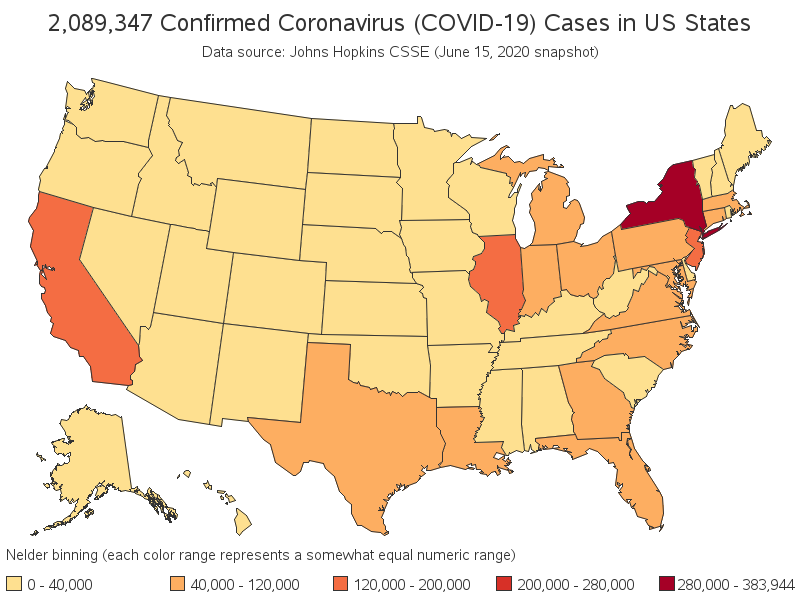 2,089,347 Confirmed Coronavirus (COVID-19) Cases in US States
Data source: Johns Hopkins CSSE (June 15, 2020 snapshot)
Nelder binning (each color range represents a somewhat equal numeric range)
0 - 40,000 40,000 - 120,000 120,000 - 200,000 200,000 - 280,000 280,000 - 383,944